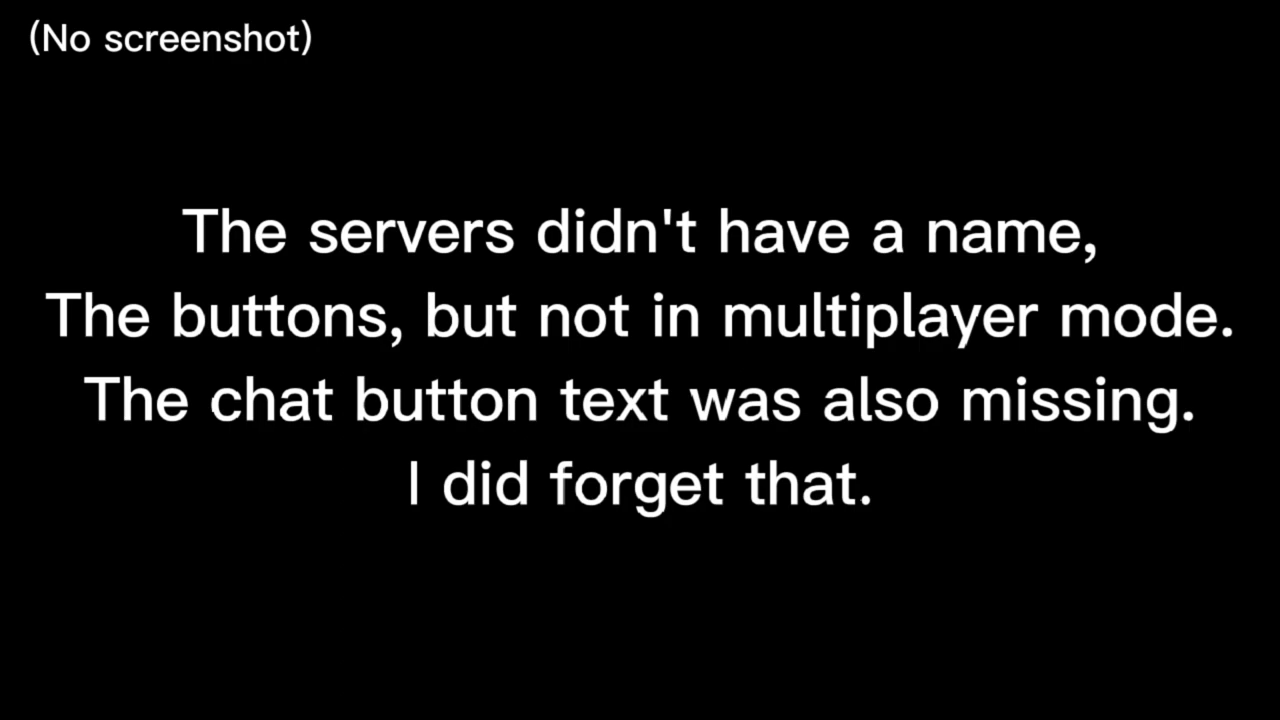 (No screenshot)
The servers didn't have a name,
The buttons, but not in multiplayer mode.
The chat button text was also missing.
I did forget that.